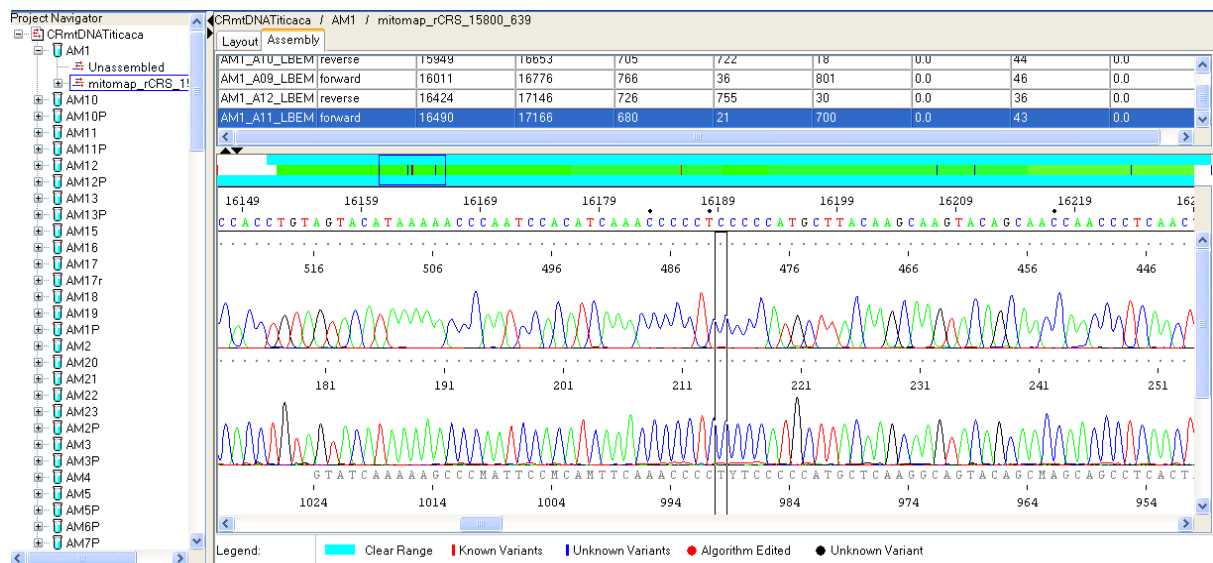 Project Navigator
CRmtDNATiticaca
AM1
Unassembled
mitomap_rCRS_1
AM10
AM10P
AM11
AM11P
AM12
AM12P
AM13
AM13P
AM15
AM16
AM17
AM17r
AM18
AM19
AM1P
AM2
AM20
AM21
AM22
AM23
AM2P
AM3
AM3P
AM4
AM5
AM5P
AM6P
AM7P
CRmtDNATiticaca / AM1 / mitomap_rCRS_15800_639
Layout Assembly
AM1_A10_LBEM reverse 15949 16653 705 722 18 0.0 44 0.0
AM1_A09_LBEM forward 16011 16776 766 36 801 0.0 46 0.0
AM1_A12_LBEM reverse 16424 17146 726 755 30 0.0 36 0.0
AM1_A11_LBEM forward 16490 17166 680 21 700 0.0 43 0.0
16149 16159 16169 16179 16189 16199 16209 16219 162
CCACCTGTAGTACATAAAAACCCAATCCACATCAAACCCCCTCCCCCATGCTTACAAGCAAGTACAGCAACCAACCCTCAAC
516 506 496 486 476 466 456 446
181 191 201 211 221 231 241 251
GTATCAAAAAGCCCMATTCCMCAMTTCAAACCCCTYTCCCCCATGCTCAAGGCAGTACAGCMAGCAGCCTCACT
1024 1014 1004 994 984 974 964 954
Legend: Clear Range Known Variants Unknown Variants Algorithm Edited Unknown Variant